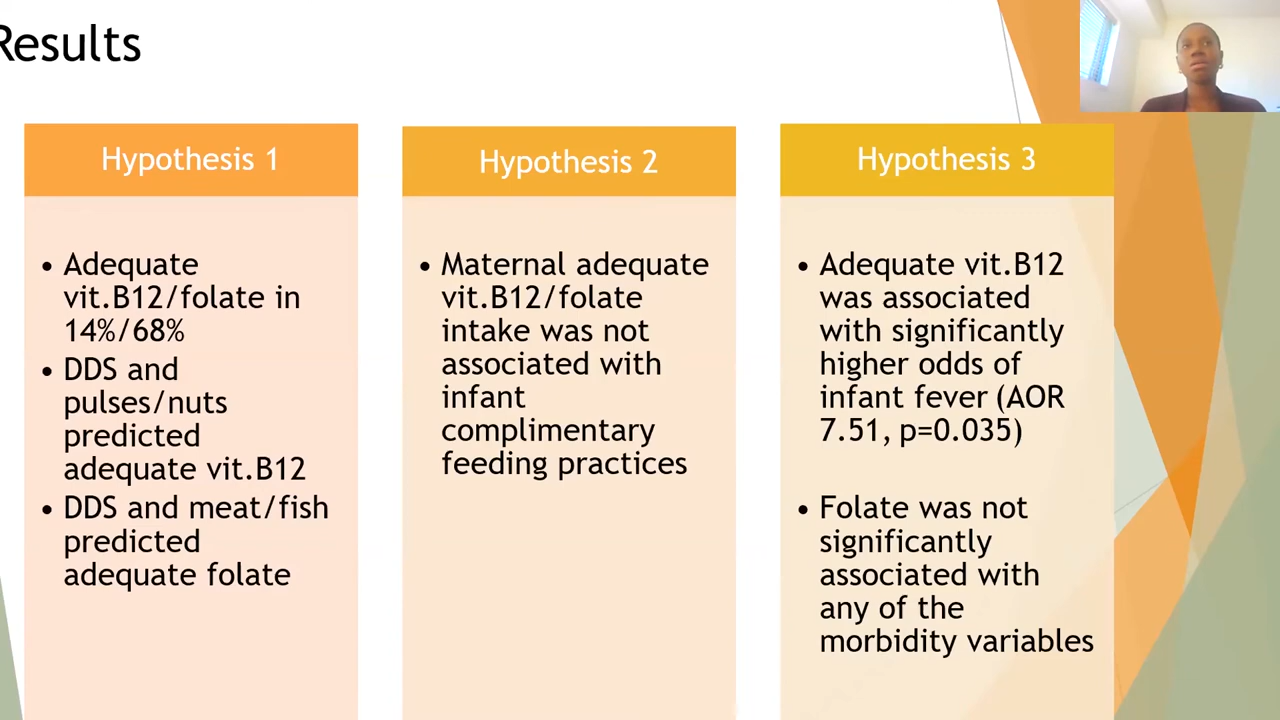 Results
Hypothesis 1
• Adequate
vit.B12/folate in
14%/68%
• DDS and
pulses/nuts
predicted
adequate vit.B12
• DDS and meat/fish
predicted
adequate folate
Hypothesis 2
• Maternal adequate
vit.B12/folate
intake was not
associated with
infant
complimentary
feeding practices
Hypothesis 3
• Adequate vit.B12
was associated
with significantly
higher odds of
infant fever (AOR
7.51, p=0.035)
• Folate was not
significantly
associated with
any of the
morbidity variables